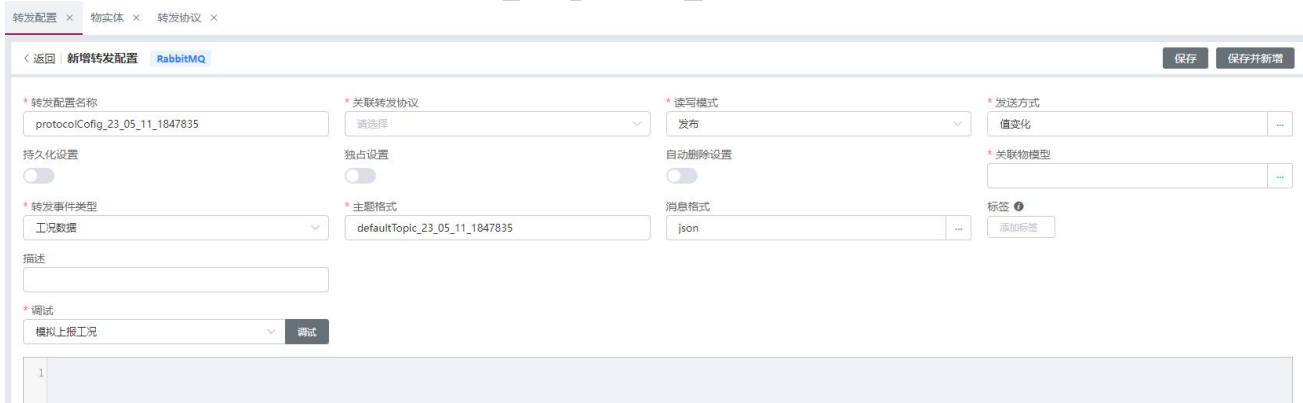 转发配置 × 物实体 × 转发协议 ×
< 返回 | 新增转发配置 RabbitMQ 保存 保存并新增
* 转发配置名称 * 关联转发协议 * 读写模式 * 发送方式
protocolCofig_23_05_11_1847835 请选择 发布 值变化 ...
持久化设置 独占设置 自动删除设置 * 关联物模型
...
* 转发事件类型 * 主题格式 消息格式 标签
工况数据 defaultTopic_23_05_11_1847835 json ... 添加标签
描述
* 调试
模拟上报工况 调试
1